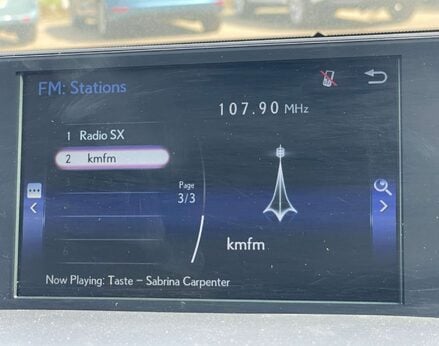 FM: Stations
107.90 MHz
1 Radio SX
2 kmfm
Page
3/3
6
kmfm
Now Playing: Taste – Sabrina Carpenter